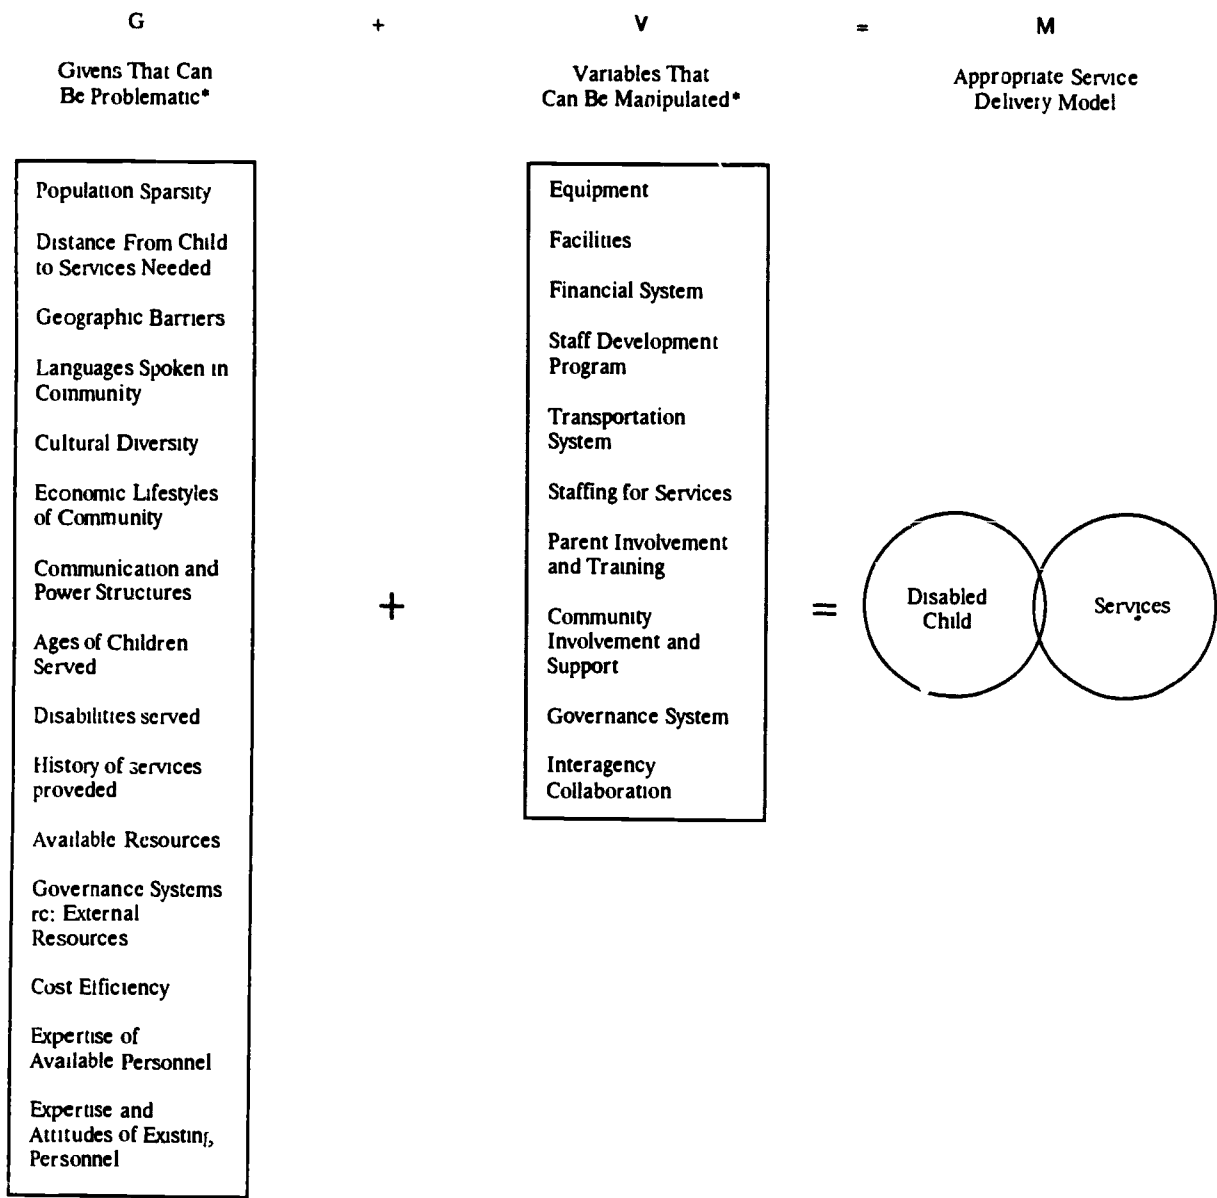 G + V = M
Givens That Can
Be Problematic*
Variables That
Can Be Manipulated*
Appropriate Service
Delivery Model
Population Sparsity
Distance From Child
to Services Needed
Geographic Barriers
Languages Spoken in
Community
Cultural Diversity
Economic Lifestyles
of Community
Communication and
Power Structures
Ages of Children
Served
Disabilities served
History of services
proveded
Available Resources
Governance Systems
re: External
Resources
Cost Efficiency
Expertise of
Available Personnel
Expertise and
Attitudes of Existing
Personnel
+
Equipment
Facilities
Financial System
Staff Development
Program
Transportation
System
Staffing for Services
Parent Involvement
and Training
Community
Involvement and
Support
Governance System
Interagency
Collaboration
=
Disabled
Child
Services